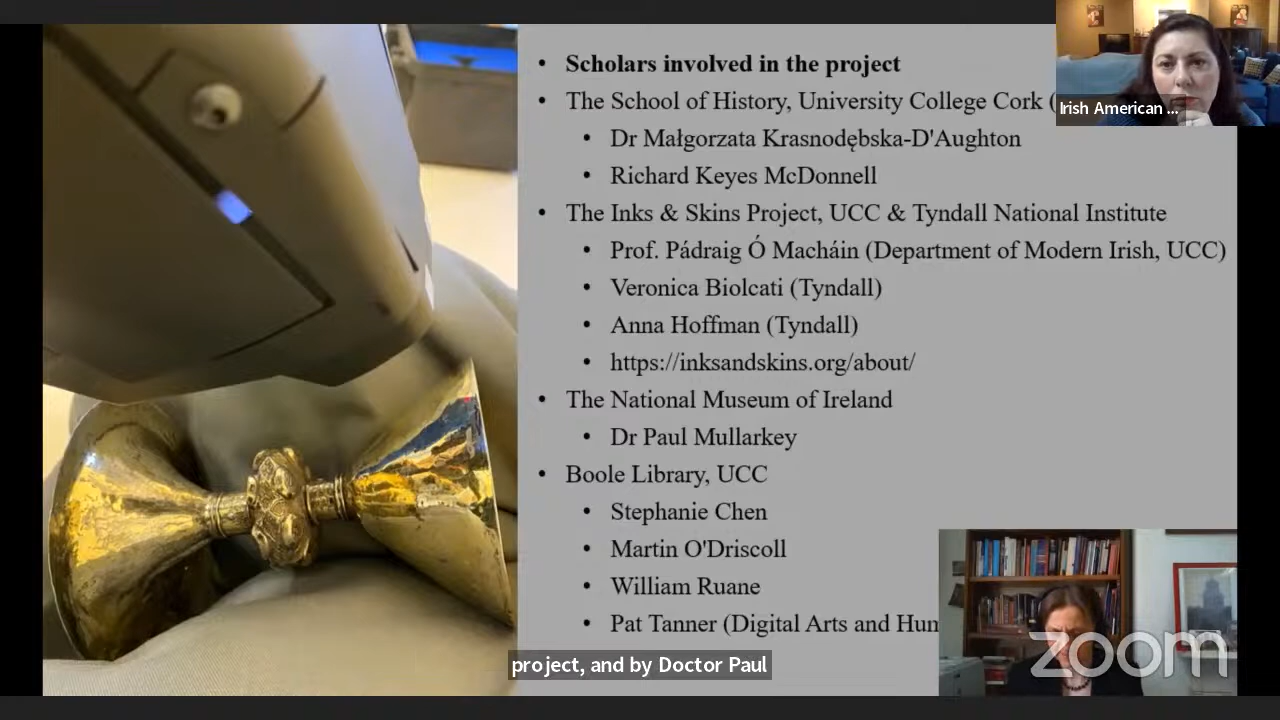 Scholars involved in the project
The School of History, University College Cork (
Dr Małgorzata Krasnodębska-D'Aughton
Richard Keyes McDonnell
The Inks & Skins Project, UCC & Tyndall National Institute
Prof. Pádraig Ó Macháin (Department of Modern Irish, UCC)
Veronica Biolcati (Tyndall)
Anna Hoffman (Tyndall)
https://inksandskins.org/about/
The National Museum of Ireland
Dr Paul Mullarkey
Boole Library, UCC
Stephanie Chen
Martin O'Driscoll
William Ruane
Pat Tanner (Digital Arts and Hun
project, and by Doctor Paul
Irish American ...
zoom